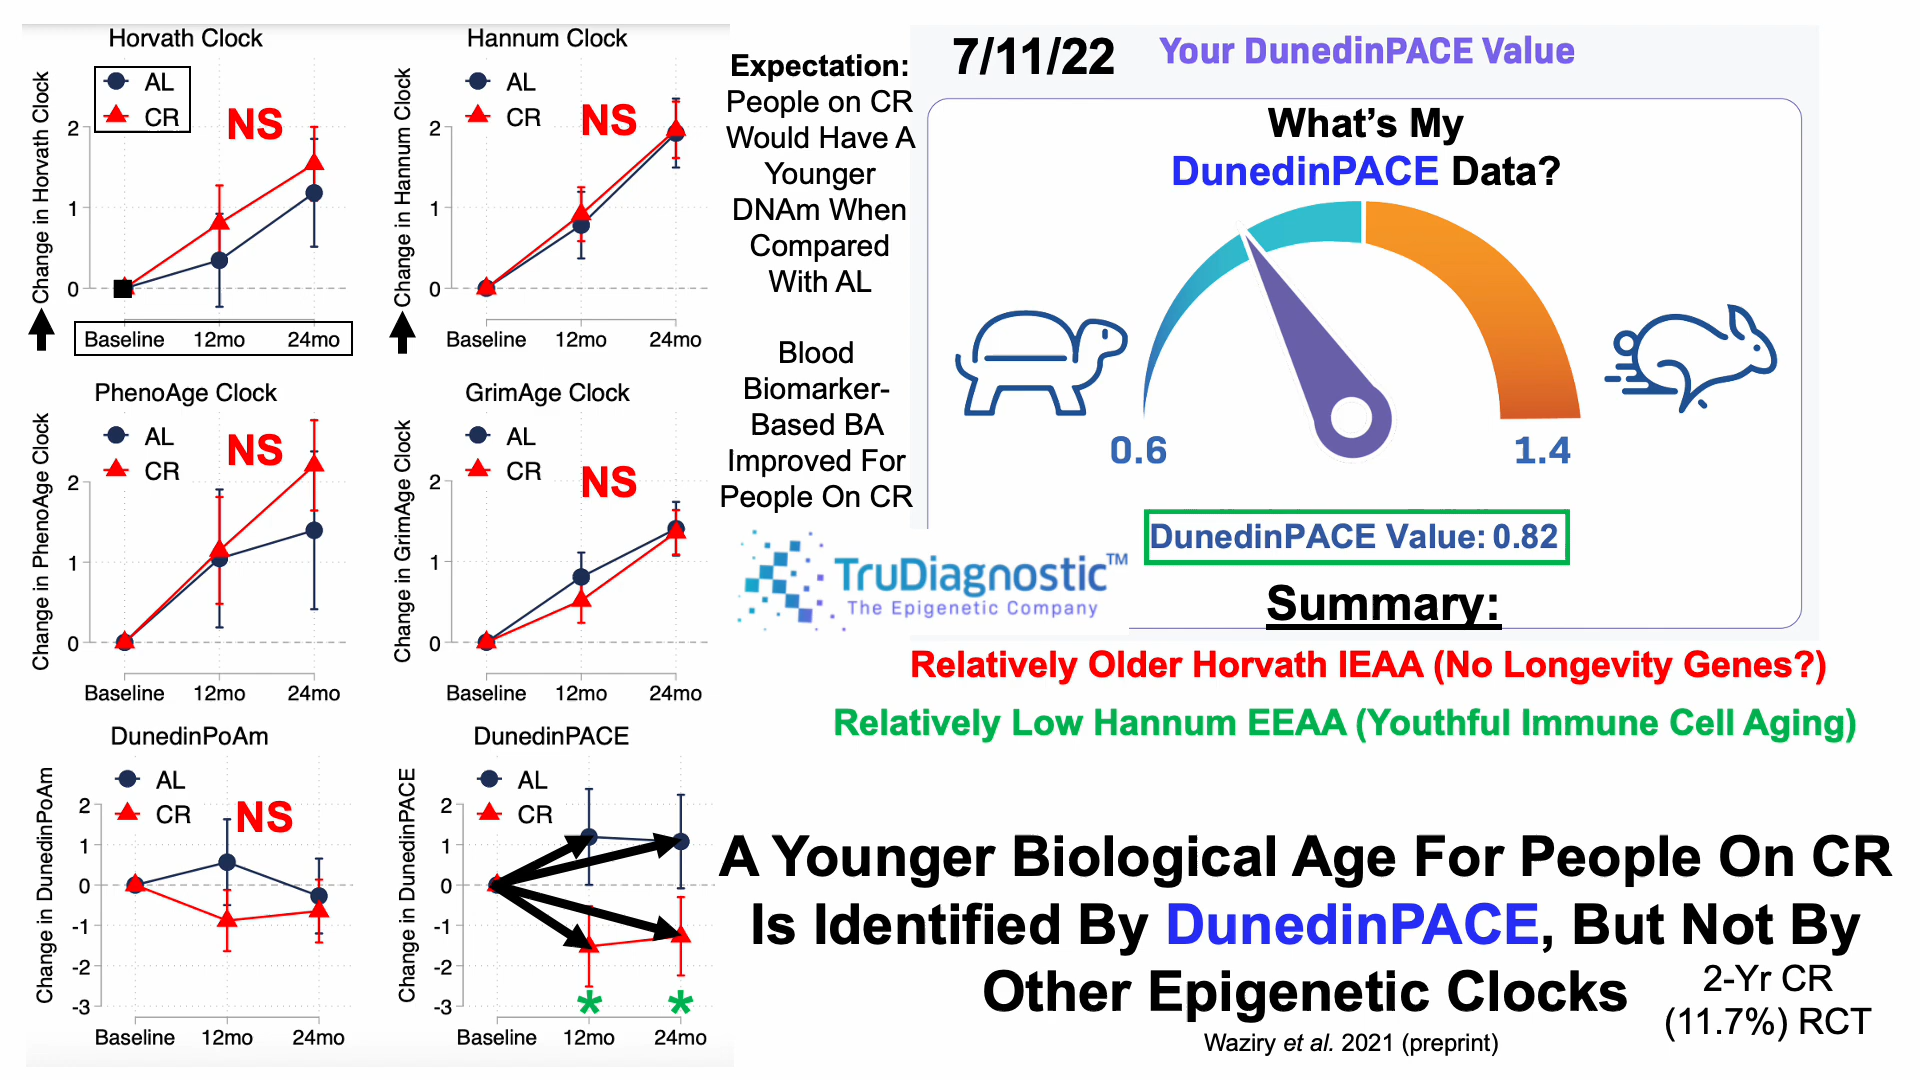 Horvath Clock
AL
CR
NS
Change in Horvath Clock
2
1
0
Baseline 12mo 24mo
Hannum Clock
AL
CR
NS
Change in Hannum Clock
2
1
0
Baseline 12mo 24mo
PhenoAge Clock
AL
CR
NS
Change in PhenoAge Clock
2
1
0
Baseline 12mo 24mo
GrimAge Clock
AL
CR
NS
Change in GrimAge Clock
2
1
0
Baseline 12mo 24mo
DunedinPoAm
AL
CR
NS
Change in DunedinPoAm
2
1
0
-1
-2
-3
Baseline 12mo 24mo
DunedinPACE
AL
CR
Change in DunedinPACE
2
1
0
-1
-2
-3
* *
Baseline 12mo 24mo
Expectation:
People on CR
Would Have A
Younger
DNAm When
Compared
With AL
Blood
Biomarker-
Based BA
Improved For
People On CR
7/11/22 Your DunedinPACE Value
What's My
DunedinPACE Data?
0.6 1.4
DunedinPACE Value: 0.82
TruDiagnostic™
The Epigenetic Company
Summary:
Relatively Older Horvath IEAA (No Longevity Genes?)
Relatively Low Hannum EEAA (Youthful Immune Cell Aging)
A Younger Biological Age For People On CR
Is Identified By DunedinPACE, But Not By
Other Epigenetic Clocks
2-Yr CR
(11.7%) RCT
Waziry et al. 2021 (preprint)